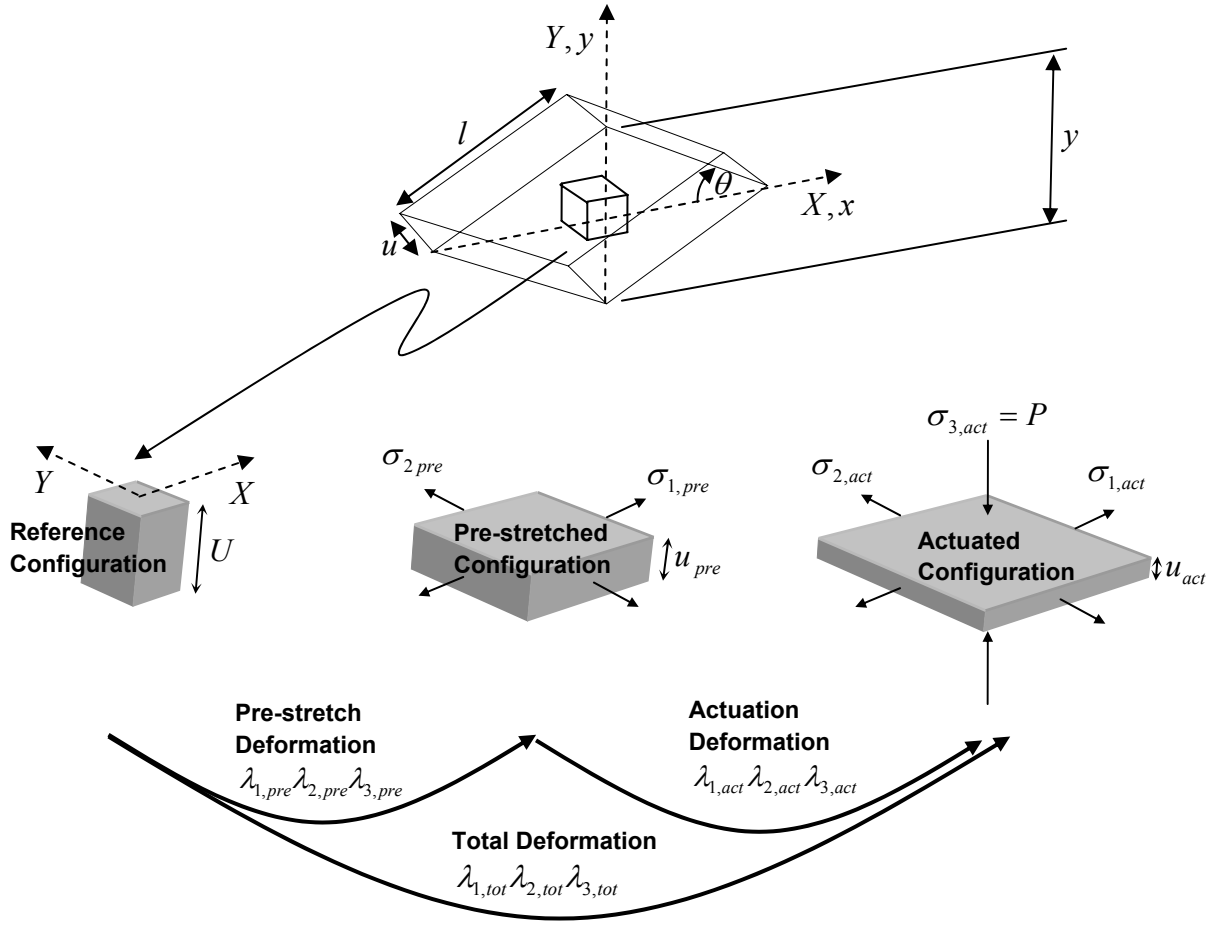 Y, y
l
y
θ
X, x
u
σ3,act = P
σ2 pre
σ2,act
σ1,pre
σ1,act
Y
X
Reference
Configuration
U
Pre-stretched
Configuration
u pre
Actuated
Configuration
u act
Pre-stretch
Deformation
λ1,pre λ2,pre λ3,pre
Actuation
Deformation
λ1,act λ2,act λ3,act
Total Deformation
λ1,tot λ2,tot λ3,tot